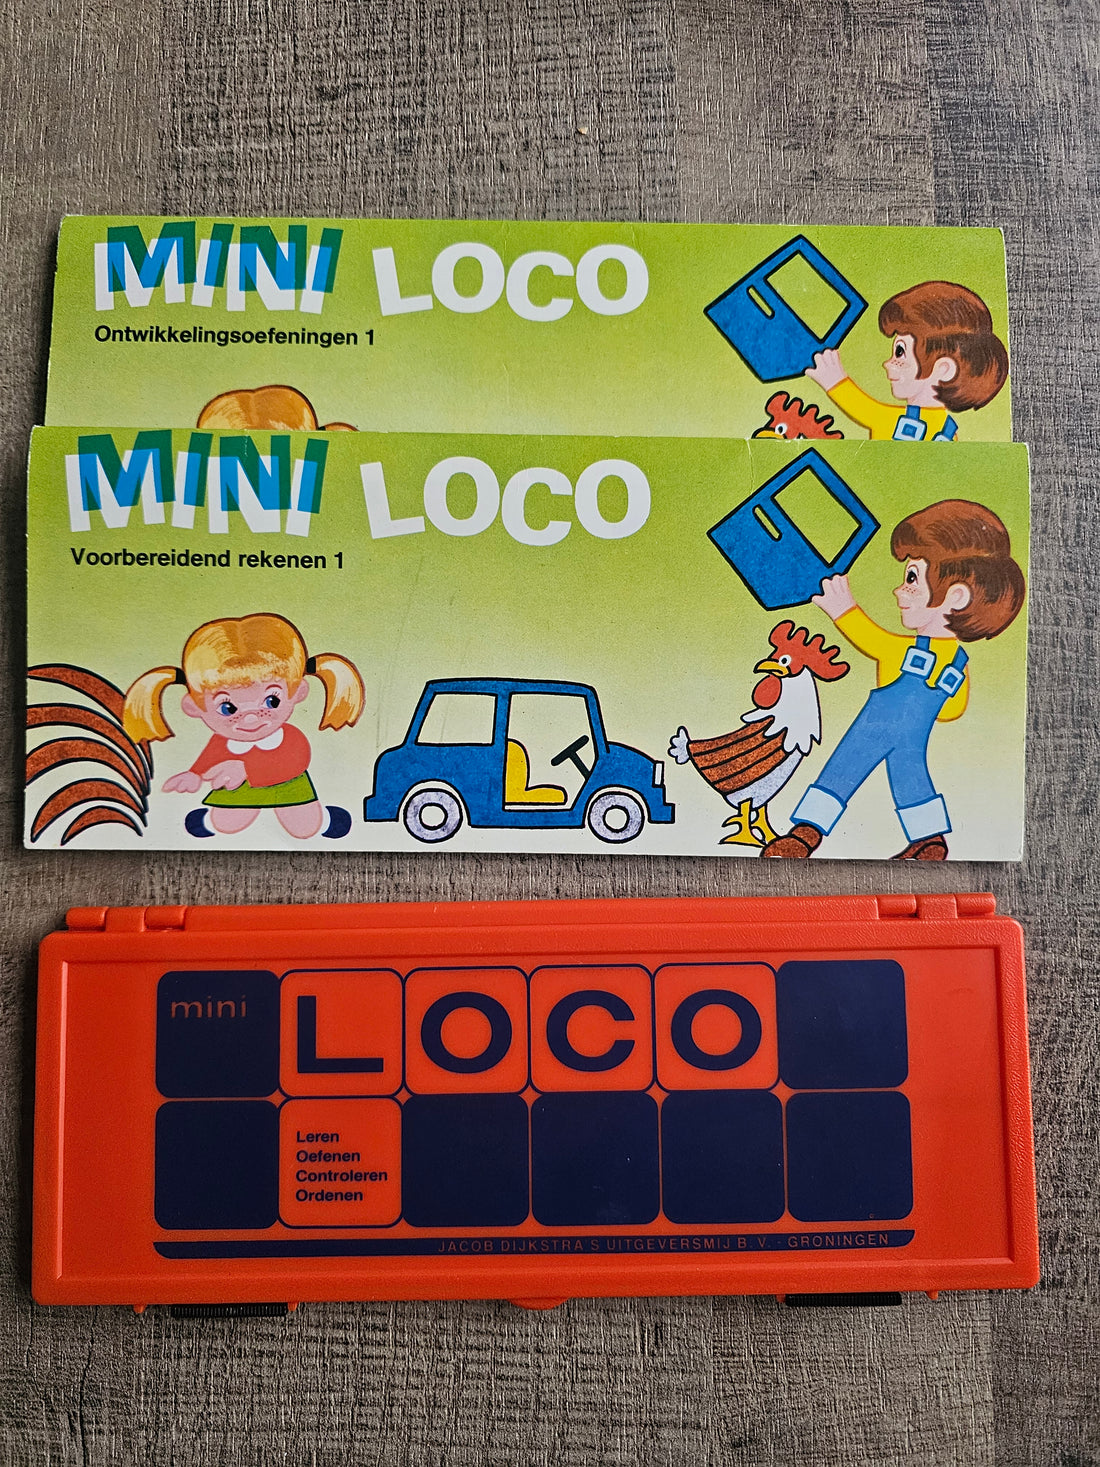 MINI LOCO
Ontwikkelingsoefeningen 1
MINI LOCO
Voorbereidend rekenen 1
mini LOCO
Leren
Oefenen
Controleren
Ordenen
JACOB DIJKSTRA'S UITGEVERSMIJ B.V. - GRONINGEN